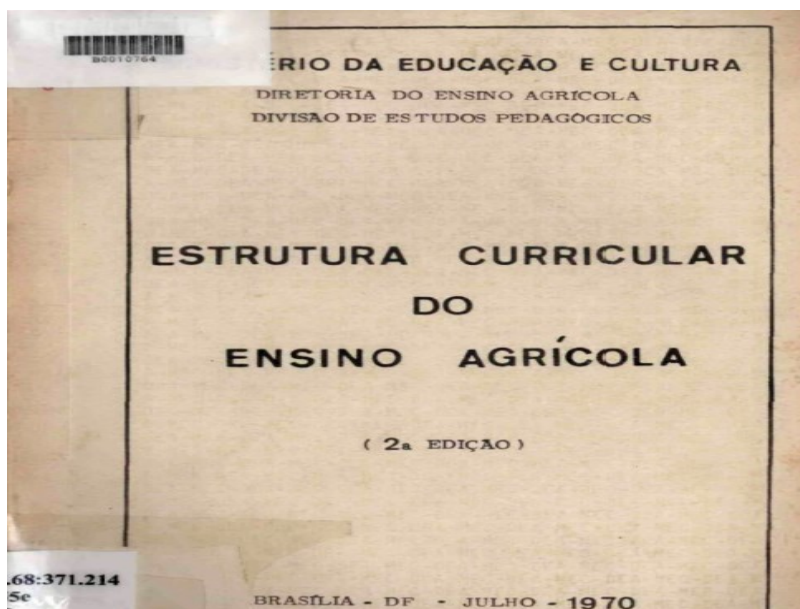 B0010764
ÉRIO DA EDUCAÇÃO E CULTURA
DIRETORIA DO ENSINO AGRÍCOLA
DIVISÃO DE ESTUDOS PEDAGÓGICOS
ESTRUTURA CURRICULAR
DO
ENSINO AGRÍCOLA
( 2a EDIÇÃO )
.68:371.214
5e
BRASÍLIA - DF - JULHO - 1970